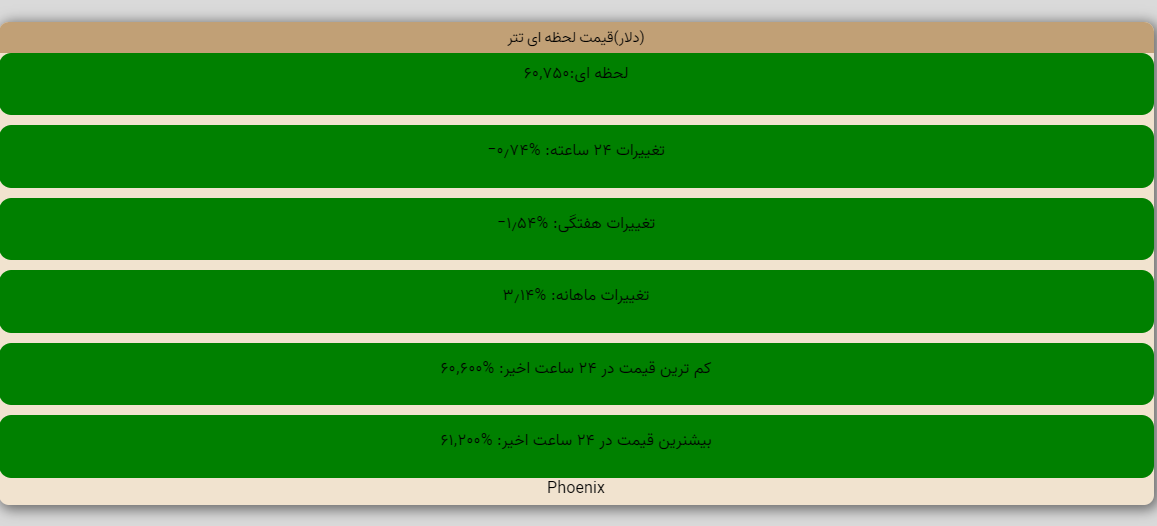 (دلار)قیمت لحظه ای تتر
لحظه ای:۶۰,۷۵۰
تغییرات ۲۴ ساعته: %۰٫۷۴−
تغییرات هفتگی: %۱٫۵۴−
تغییرات ماهانه: %۳٫۱۴
کم ترین قیمت در ۲۴ ساعت اخیر: %۶۰,۶۰۰
بیشنرین قیمت در ۲۴ ساعت اخیر: %۶۱,۲۰۰
Phoenix